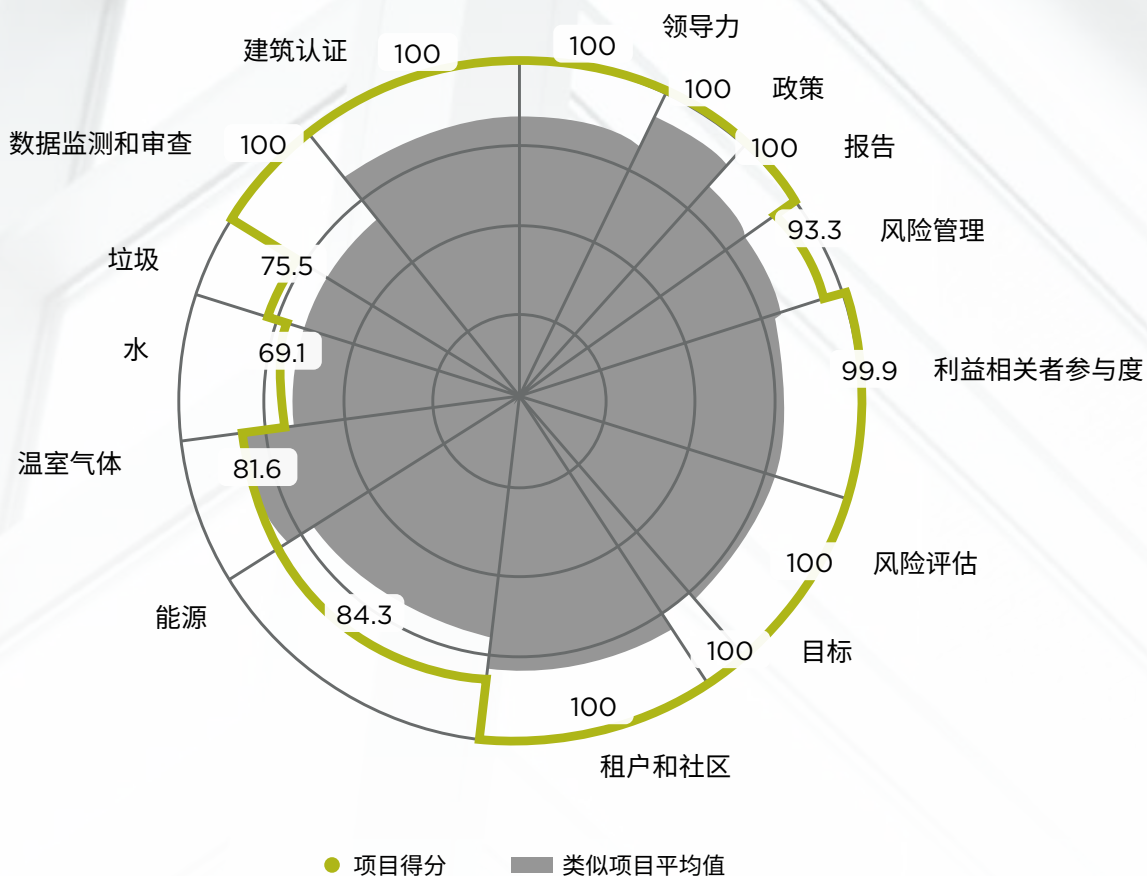 领导力
100
政策
100
报告
100
风险管理
93.3
利益相关者参与度
99.9
风险评估
100
目标
100
租户和社区
100
能源
84.3
温室气体
81.6
水
69.1
垃圾
75.5
数据监测和审查
100
建筑认证
100
项目得分
类似项目平均值